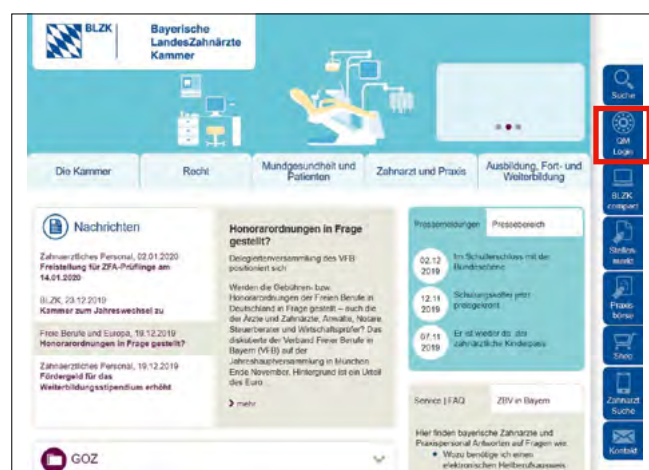 BLZK
Bayerische
LandesZahnärzte
Kammer
Die Kammer
Recht
Mundgesundheit und
Patienten
Zahnarzt und Praxis
Ausbildung, Fort- und
Weiterbildung
Nachrichten
Zahnaerztliches Personal, 02.01.2020
Freistellung für ZFA-Prüflinge am
14.01.2020
BLZK, 23.12.2019
Kammer zum Jahreswechsel zu
Freie Berufe und Europa, 19.12.2019
Honorarordnungen in Frage gestellt?
Zahnaerztliches Personal, 19.12.2019
Fördergeld für das
Weiterbildungsstipendium erhöht
Honorarordnungen in Frage
gestellt?
Delegiertenversammlung des VFB
positioniert sich
Werden die Gebühren- bzw.
Honorarordnungen der Freien Berufe in
Deutschland in Frage gestellt – auch die
der Ärzte und Zahnärzte, Anwälte, Notare,
Steuerberater und Wirtschaftsprüfer? Das
diskutierte der Verband Freier Berufe in
Bayern (VFB) auf der
Jahreshauptversammlung in München
Ende November. Hintergrund ist ein Urteil
des Euro
mehr
Pressemeldungen
Pressebereich
02.12
2019
Im Schulterschluss mit der
Bundesebene
12.11
2019
Schulungskoffer jetzt
preisgekrönt
07.11
2019
Er ist wieder da: der
zahnärztliche Kinderpass
Service | FAQ
ZBV in Bayern
Hier finden bayerische Zahnärzte und
Praxispersonal Antworten auf Fragen wie:
Wozu benötige ich einen
elektronischen Heilberufsausweis
GOZ
Suche
QM
Login
BLZK
compact
Stellen-
markt
Praxis-
börse
Shop
Zahnarzt
Suche
Kontakt